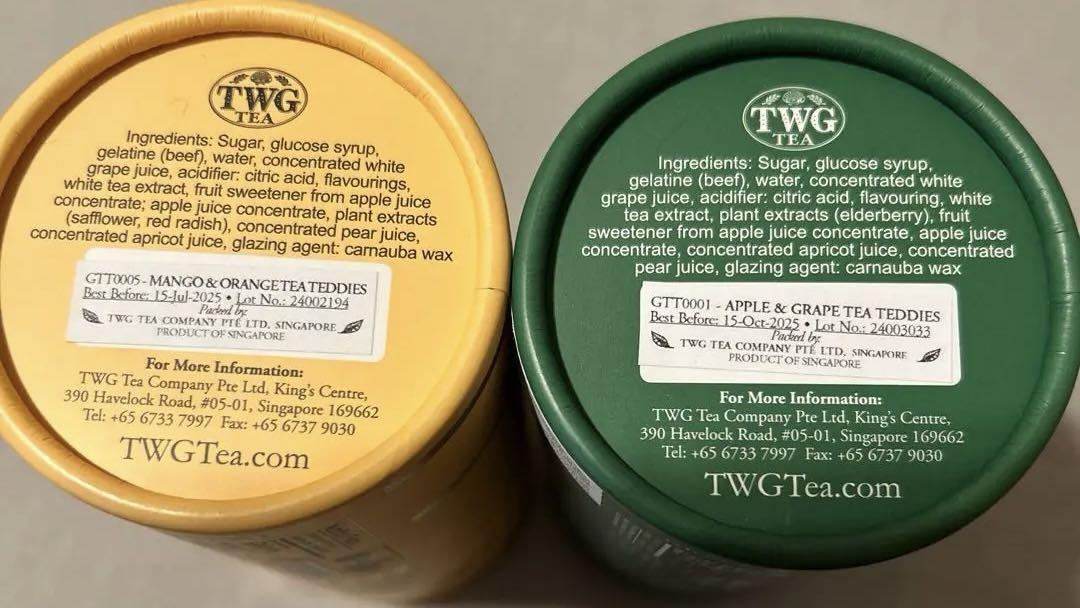 TWG
TEA
Ingredients: Sugar, glucose syrup,
gelatine (beef), water, concentrated white
grape juice, acidifier: citric acid, flavourings,
white tea extract, fruit sweetener from apple juice
concentrate; apple juice concentrate, plant extracts
(safflower, red radish), concentrated pear juice,
concentrated apricot juice, glazing agent: carnauba wax
GTT0005 - MANGO & ORANGE TEA TEDDIES
Best Before: 15-Jul-2025 • Lot No.: 24002194
Packed by:
TWG TEA COMPANY PTE LTD, SINGAPORE
PRODUCT OF SINGAPORE
For More Information:
TWG Tea Company Pte Ltd, King's Centre,
390 Havelock Road, #05-01, Singapore 169662
Tel: +65 6733 7997 Fax: +65 6737 9030
TWGTea.com
TWG
TEA
Ingredients: Sugar, glucose syrup,
gelatine (beef), water, concentrated white
grape juice, acidifier: citric acid, flavouring, white
tea extract, plant extracts (elderberry), fruit
sweetener from apple juice concentrate, apple juice
concentrate, concentrated apricot juice, concentrated
pear juice, glazing agent: carnauba wax
GTT0001 - APPLE & GRAPE TEA TEDDIES
Best Before: 15-Oct-2025 • Lot No.: 24003033
Packed by:
TWG TEA COMPANY PTE LTD, SINGAPORE
PRODUCT OF SINGAPORE
For More Information:
TWG Tea Company Pte Ltd, King's Centre,
390 Havelock Road, #05-01, Singapore 169662
Tel: +65 6733 7997 Fax: +65 6737 9030
TWGTea.com